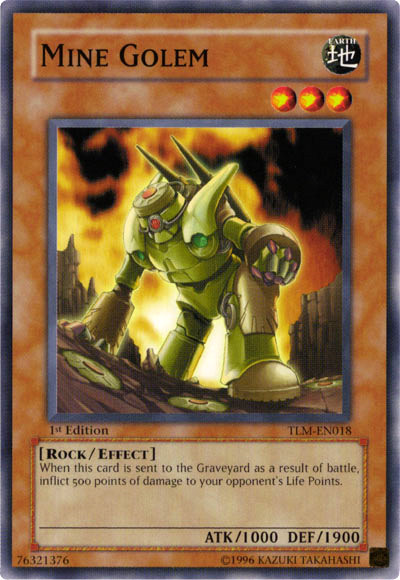 MINE GOLEM
EARTH
地
1st Edition
TLM-EN018
[ROCK/EFFECT]
When this card is sent to the Graveyard as a result of battle,
inflict 500 points of damage to your opponent's Life Points.
ATK/1000 DEF/1900
76321376
©1996 KAZUKI TAKAHASHI